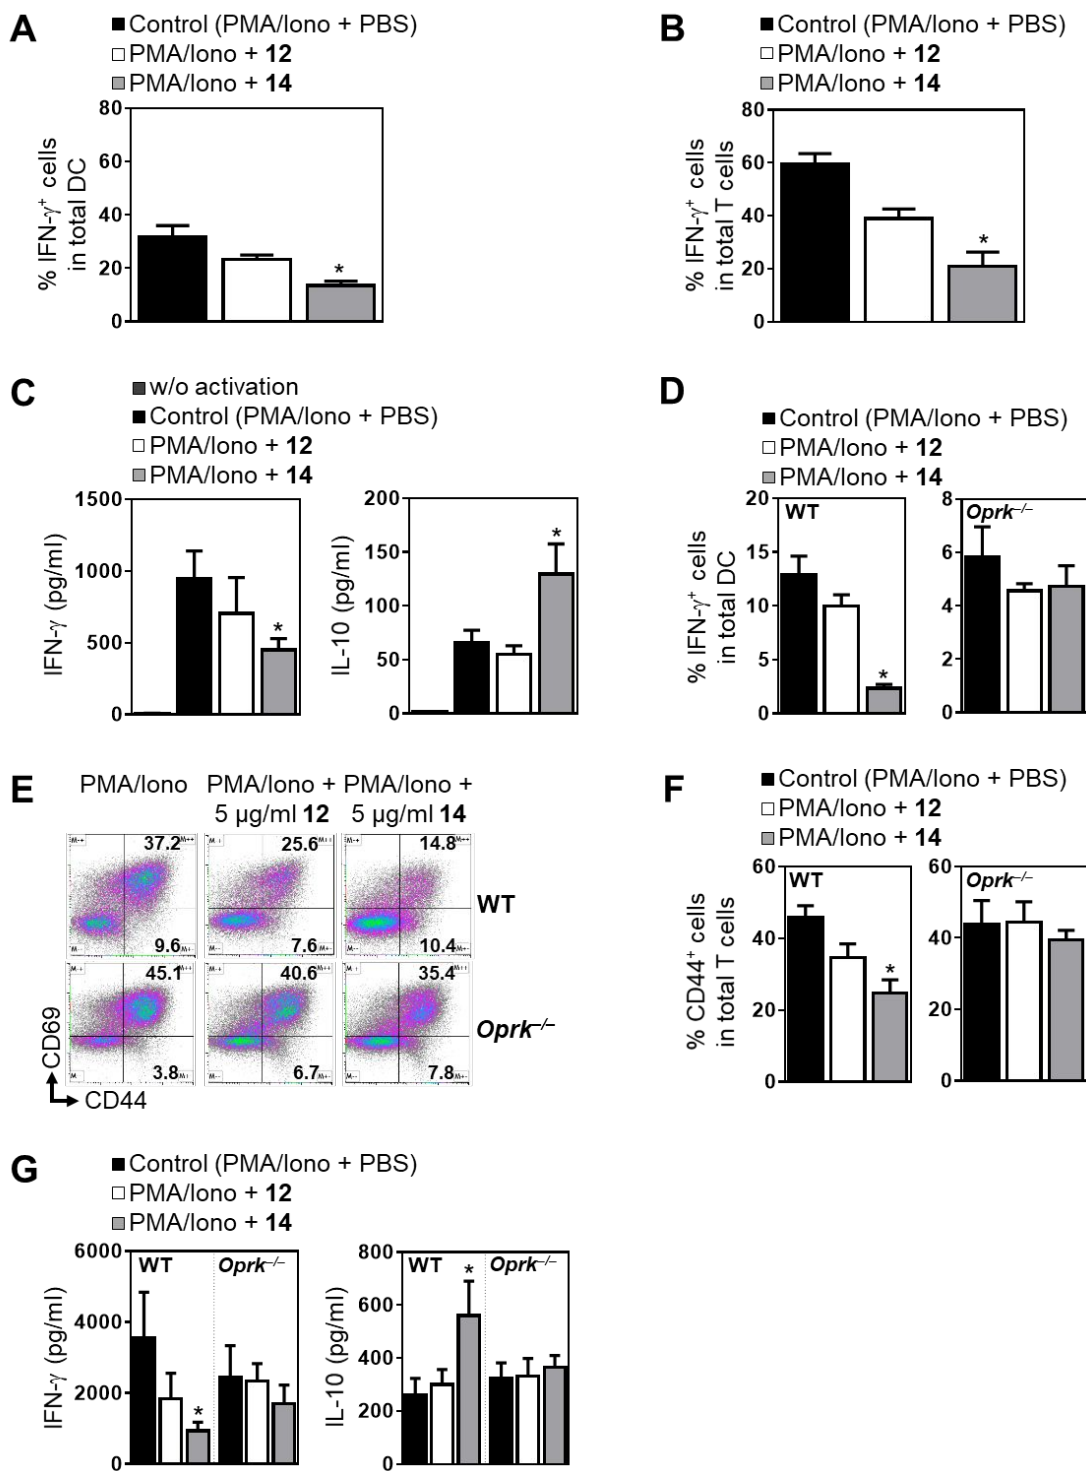 A
Control (PMA/Iono + PBS)
PMA/Iono + 12
PMA/Iono + 14
80
60
40
20
0
% IFN-γ⁺ cells
in total DC
*
B
Control (PMA/Iono + PBS)
PMA/Iono + 12
PMA/Iono + 14
80
60
40
20
0
% IFN-γ⁺ cells
in total T cells
*
C
w/o activation
Control (PMA/Iono + PBS)
PMA/Iono + 12
PMA/Iono + 14
1500
1000
500
0
IFN-γ (pg/ml)
*
200
150
100
50
0
IL-10 (pg/ml)
*
D
Control (PMA/Iono + PBS)
PMA/Iono + 12
PMA/Iono + 14
20
15
10
5
0
% IFN-γ⁺ cells
in total DC
WT
*
8
6
4
2
0
Oprk⁻/⁻
E
PMA/Iono
PMA/Iono +
5 μg/ml 12
PMA/Iono +
5 μg/ml 14
37.2
9.6
25.6
7.6
14.8
10.4
WT
45.1
3.8
40.6
6.7
35.4
7.8
Oprk⁻/⁻
CD69
CD44
F
Control (PMA/Iono + PBS)
PMA/Iono + 12
PMA/Iono + 14
60
40
20
0
% CD44⁺ cells
in total T cells
WT
*
60
40
20
0
Oprk⁻/⁻
G
Control (PMA/Iono + PBS)
PMA/Iono + 12
PMA/Iono + 14
6000
4000
2000
0
IFN-γ (pg/ml)
WT
Oprk⁻/⁻
*
800
600
400
200
0
IL-10 (pg/ml)
WT
Oprk⁻/⁻
*